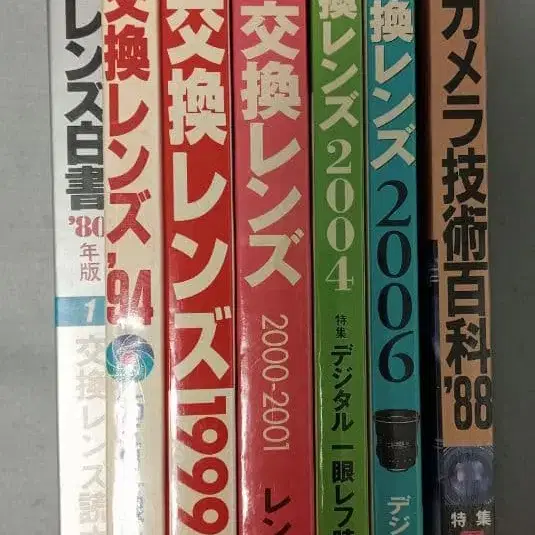 レンズ白書
'80
年版
1
交換レンズ読本
交換レンズ
'94
交換レンズ1999
交換レンズ
2000-2001
レン
換レンズ2004
特集
デジタル一眼レフ
換レンズ2006
デジ
カメラ技術百科'88
特集